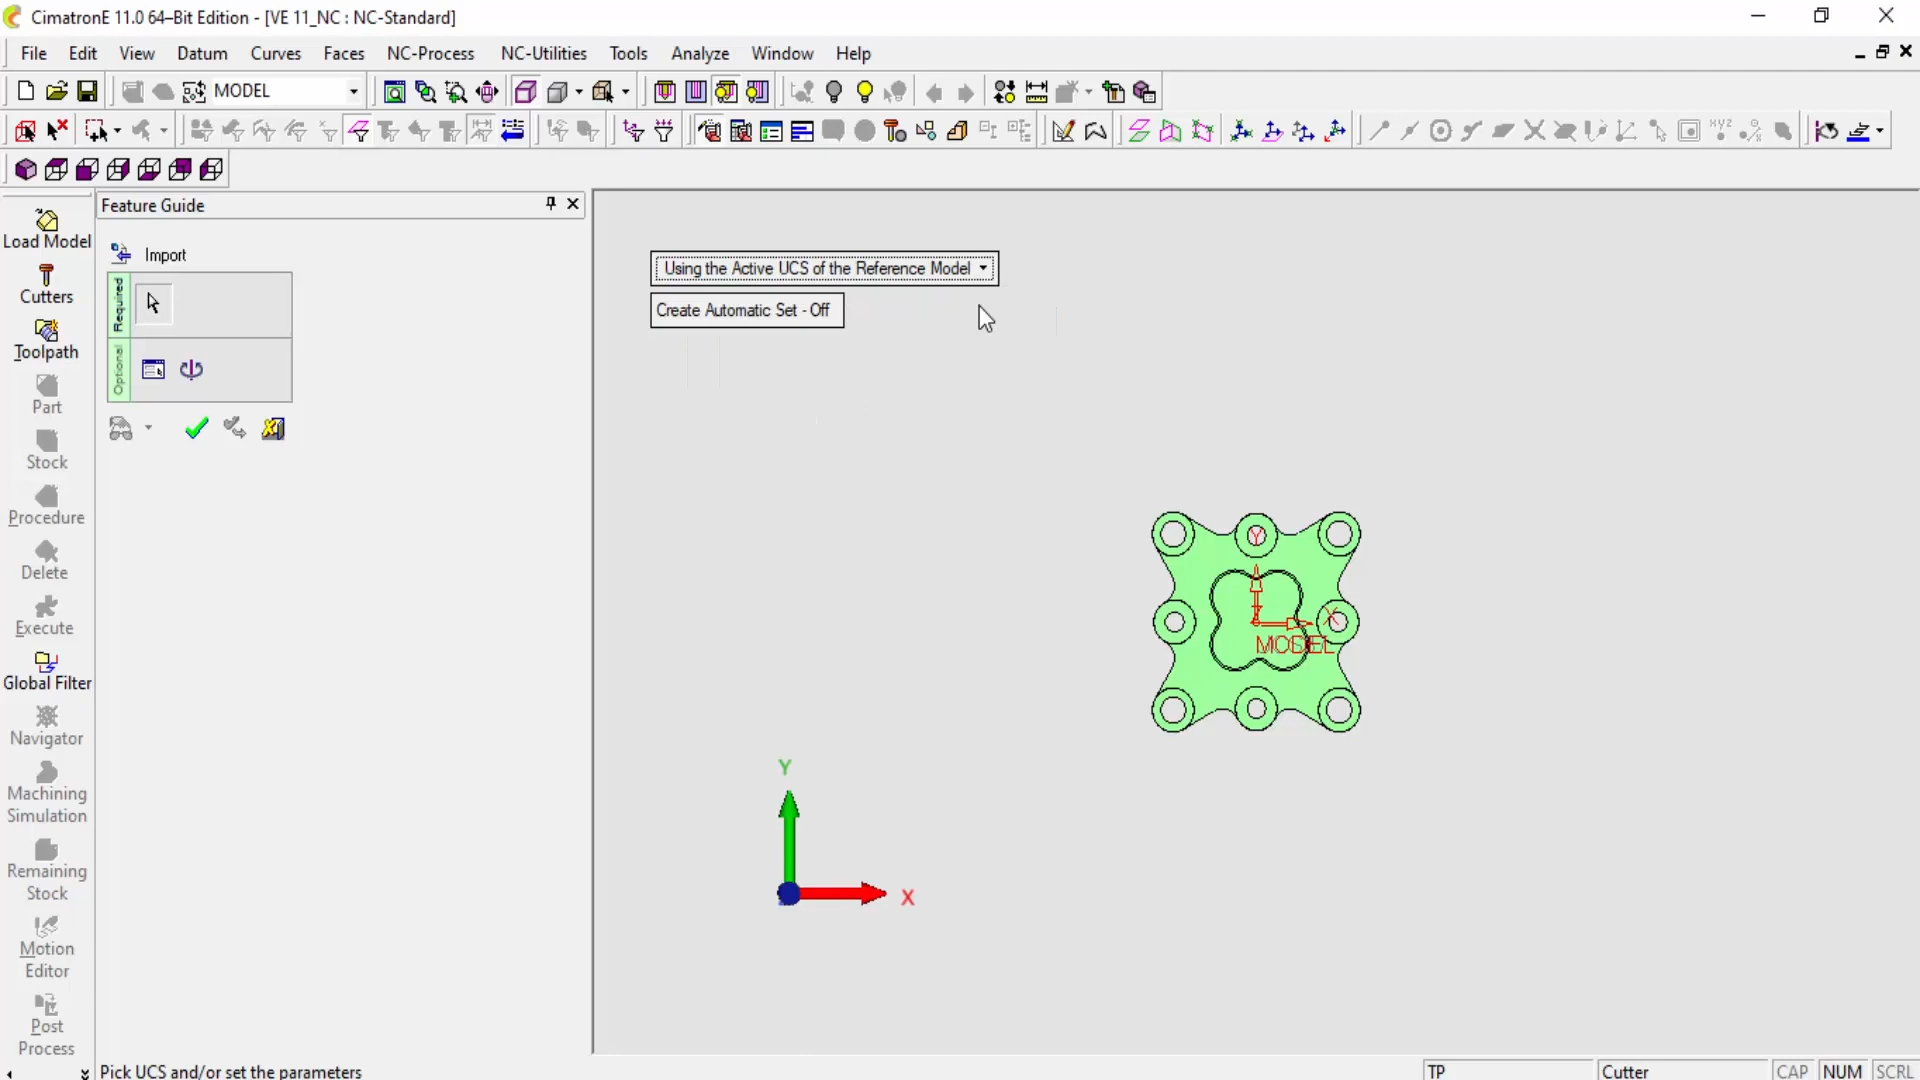 CimatronE 11.0 64–Bit Edition - [VE 11_NC : NC-Standard]
File Edit View Datum Curves Faces NC-Process NC-Utilities Tools Analyze Window Help
MODEL
Feature Guide
Import
Required
Optional
Load Model
Cutters
Toolpath
Part
Stock
Procedure
Delete
Execute
Global Filter
Navigator
Machining
Simulation
Remaining
Stock
Motion
Editor
Post
Process
Using the Active UCS of the Reference Model
Create Automatic Set - Off
Y
Z
X
MODEL
Y
X
Pick UCS and/or set the parameters
TP Cutter CAP NUM SCRL